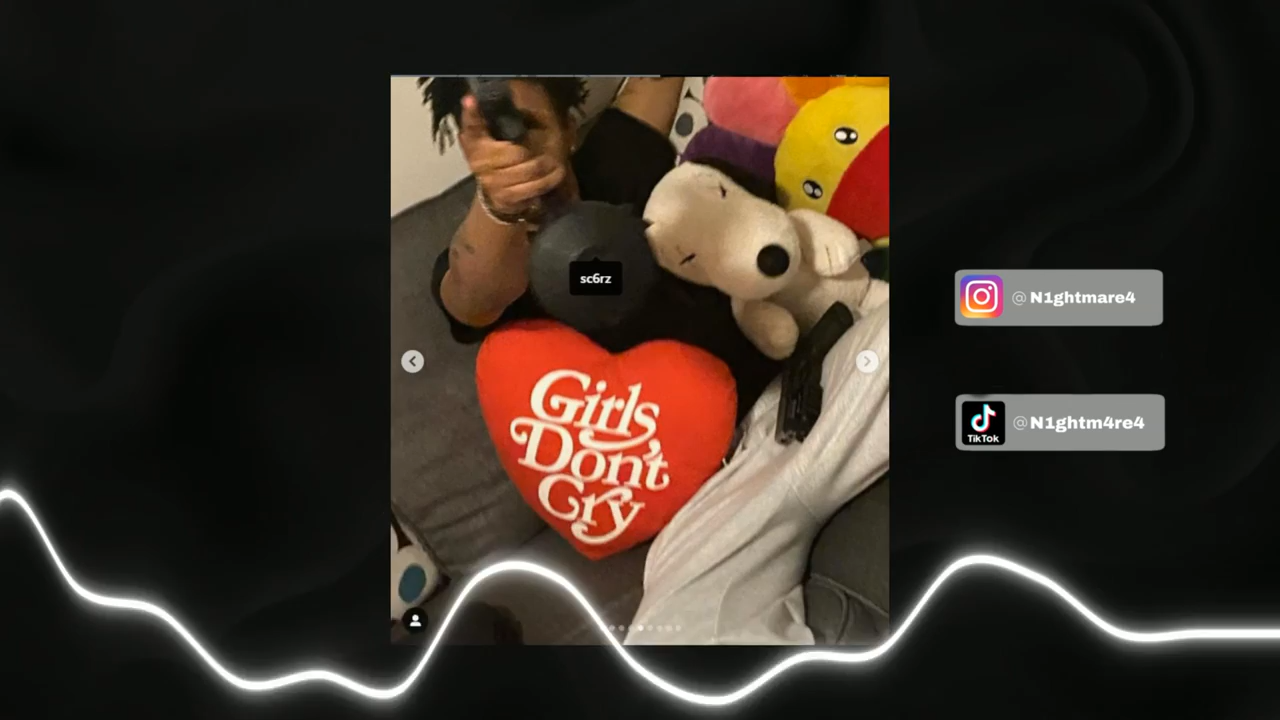 sc6rz
Girls
Don't
Cry
@ N1ghtmare4
@ N1ghtm4re4
TikTok